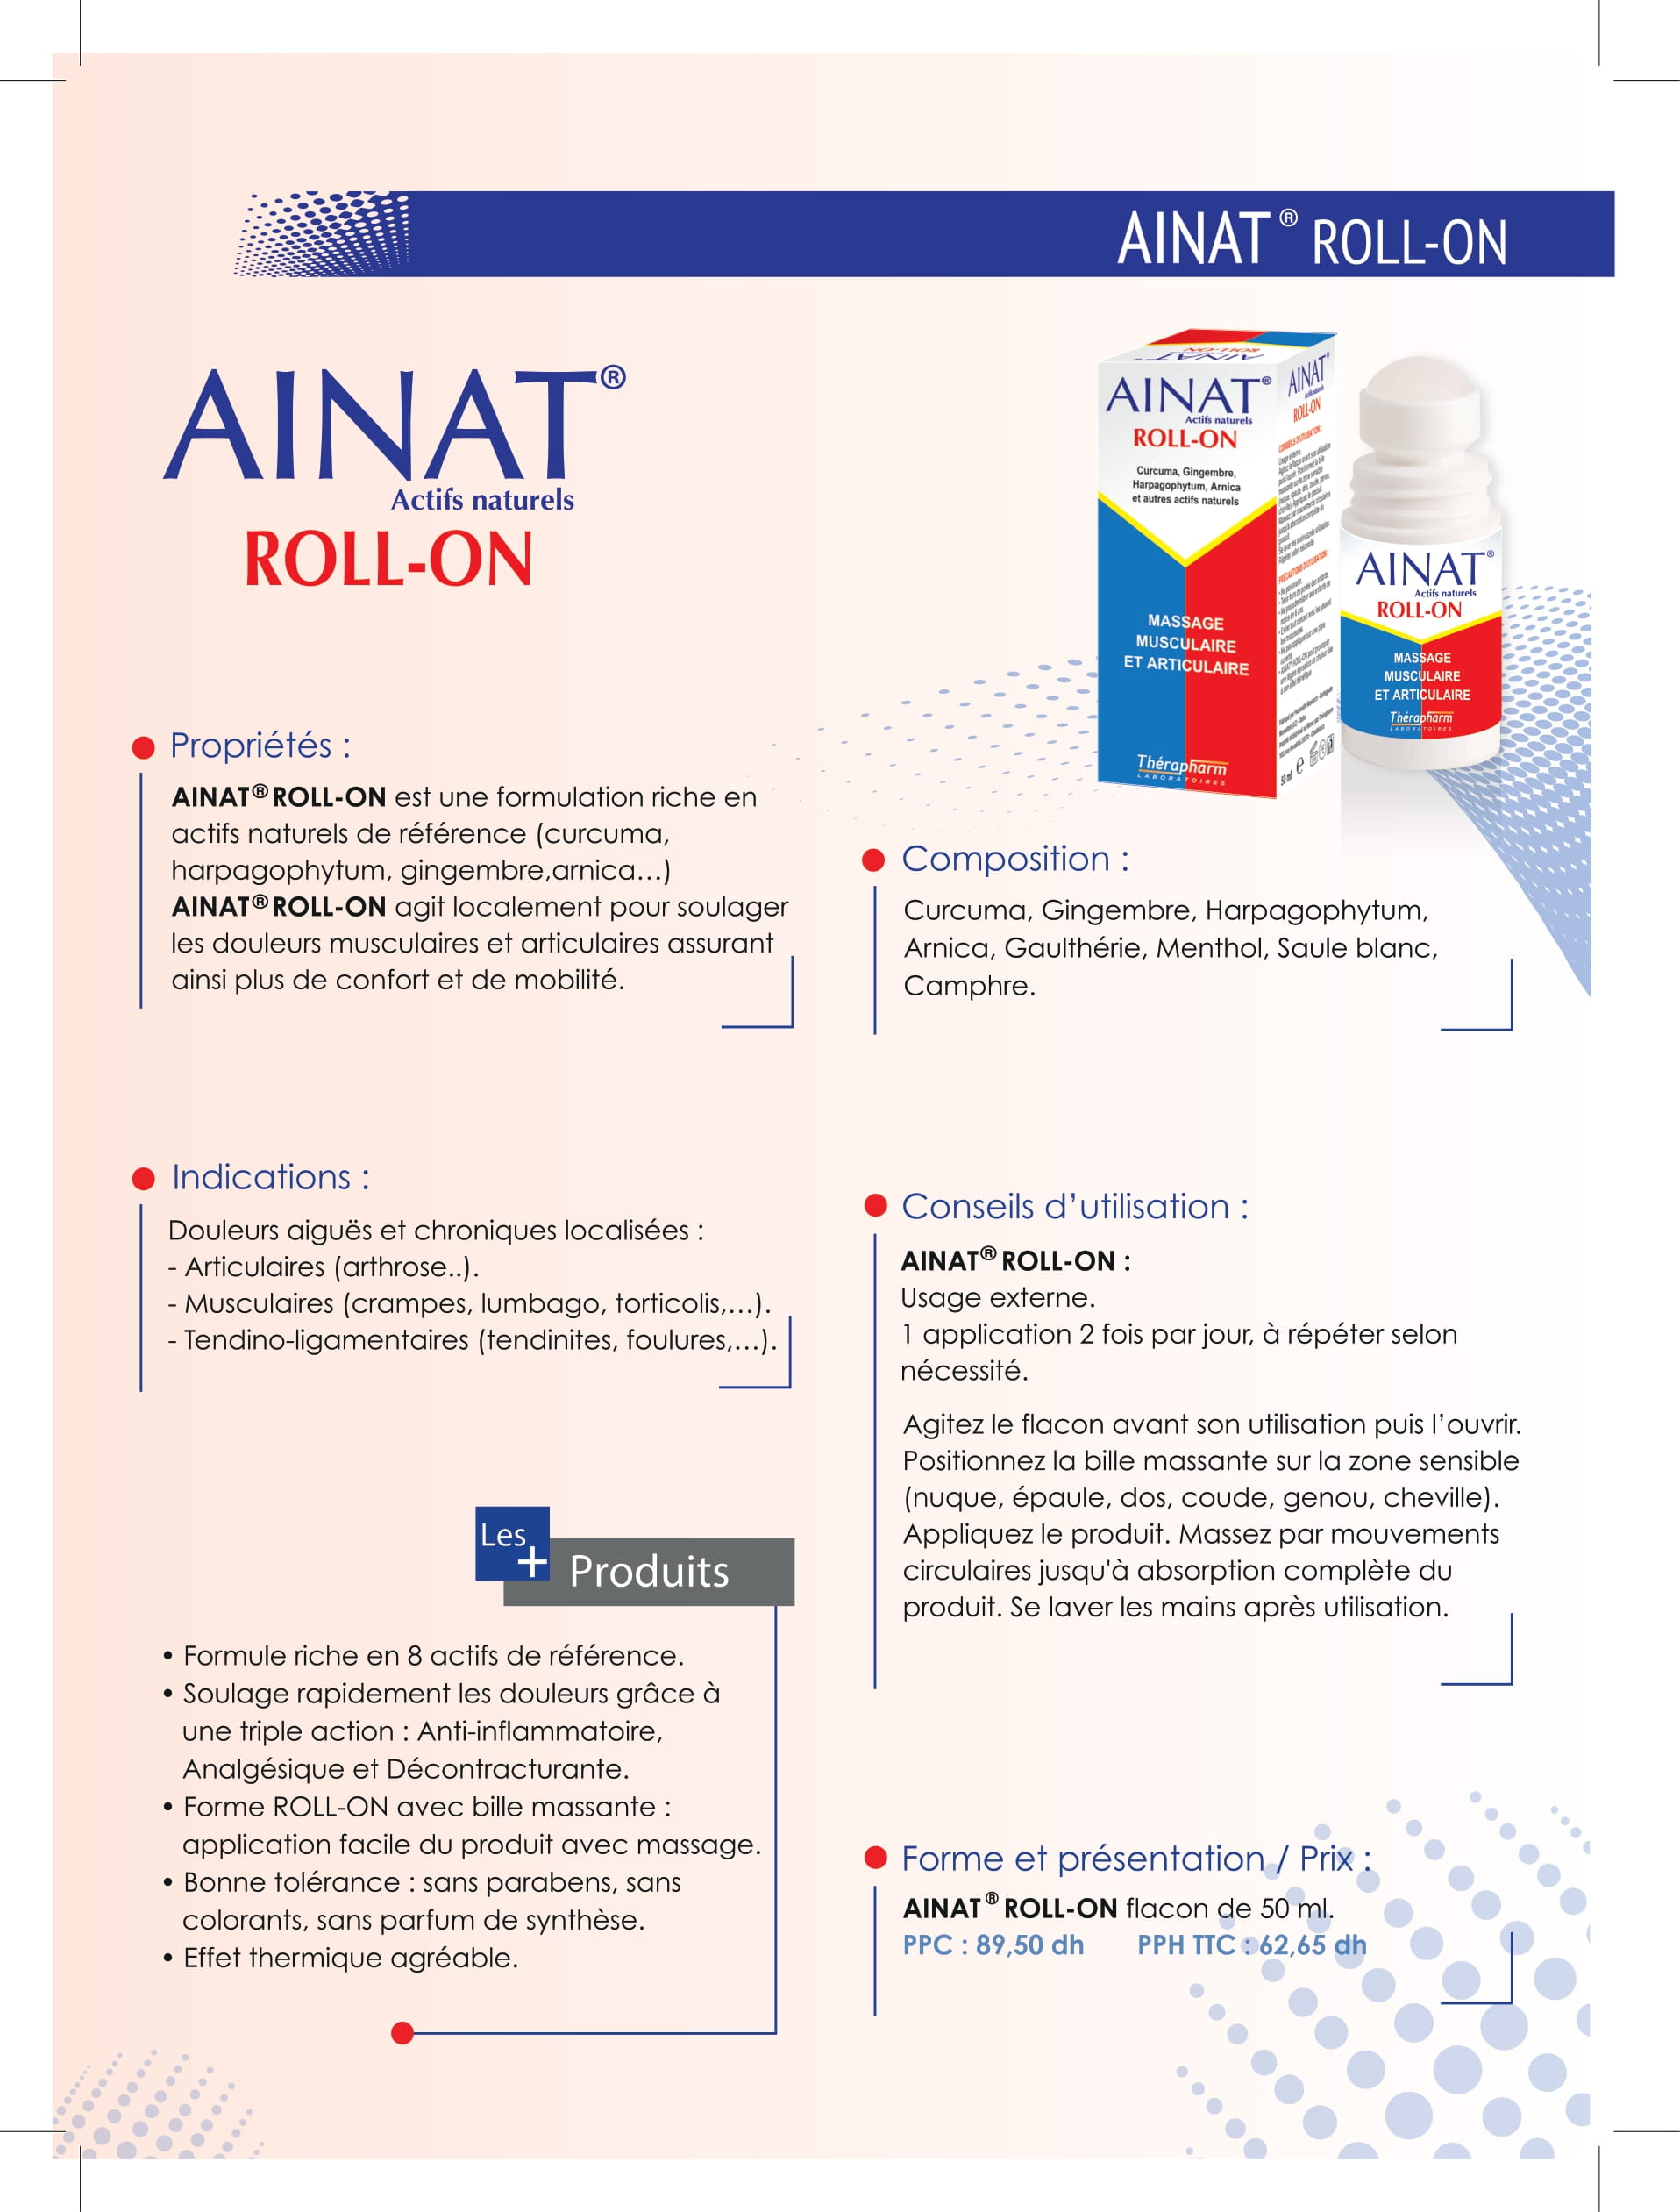 AINAT® ROLL-ON
AINAT®
Actifs naturels
ROLL-ON
AINAT®
Actifs naturels
ROLL-ON
Curcuma, Gingembre,
Harpagophytum, Arnica
et autres actifs naturels
MASSAGE
MUSCULAIRE
ET ARTICULAIRE
Thérapharm
LABORATOIRES
AINAT
ROLL-ON
50 ml
AINAT®
Actifs naturels
ROLL-ON
MASSAGE
MUSCULAIRE
ET ARTICULAIRE
Thérapharm
LABORATOIRES
Propriétés :
AINAT® ROLL-ON est une formulation riche en
actifs naturels de référence (curcuma,
harpagophytum, gingembre,arnica...)
AINAT® ROLL-ON agit localement pour soulager
les douleurs musculaires et articulaires assurant
ainsi plus de confort et de mobilité.
Indications :
Douleurs aiguës et chroniques localisées :
- Articulaires (arthrose..).
- Musculaires (crampes, lumbago, torticolis,...).
- Tendino-ligamentaires (tendinites, foulures,...).
Les + Produits
• Formule riche en 8 actifs de référence.
• Soulage rapidement les douleurs grâce à
une triple action : Anti-inflammatoire,
Analgésique et Décontracturante.
• Forme ROLL-ON avec bille massante :
application facile du produit avec massage.
• Bonne tolérance : sans parabens, sans
colorants, sans parfum de synthèse.
• Effet thermique agréable.
Composition :
Curcuma, Gingembre, Harpagophytum,
Arnica, Gaulthérie, Menthol, Saule blanc,
Camphre.
Conseils d’utilisation :
AINAT® ROLL-ON :
Usage externe.
1 application 2 fois par jour, à répéter selon
nécessité.
Agitez le flacon avant son utilisation puis l’ouvrir.
Positionnez la bille massante sur la zone sensible
(nuque, épaule, dos, coude, genou, cheville).
Appliquez le produit. Massez par mouvements
circulaires jusqu'à absorption complète du
produit. Se laver les mains après utilisation.
Forme et présentation / Prix :
AINAT® ROLL-ON flacon de 50 ml.
PPC : 89,50 dh PPH TTC : 62,65 dh